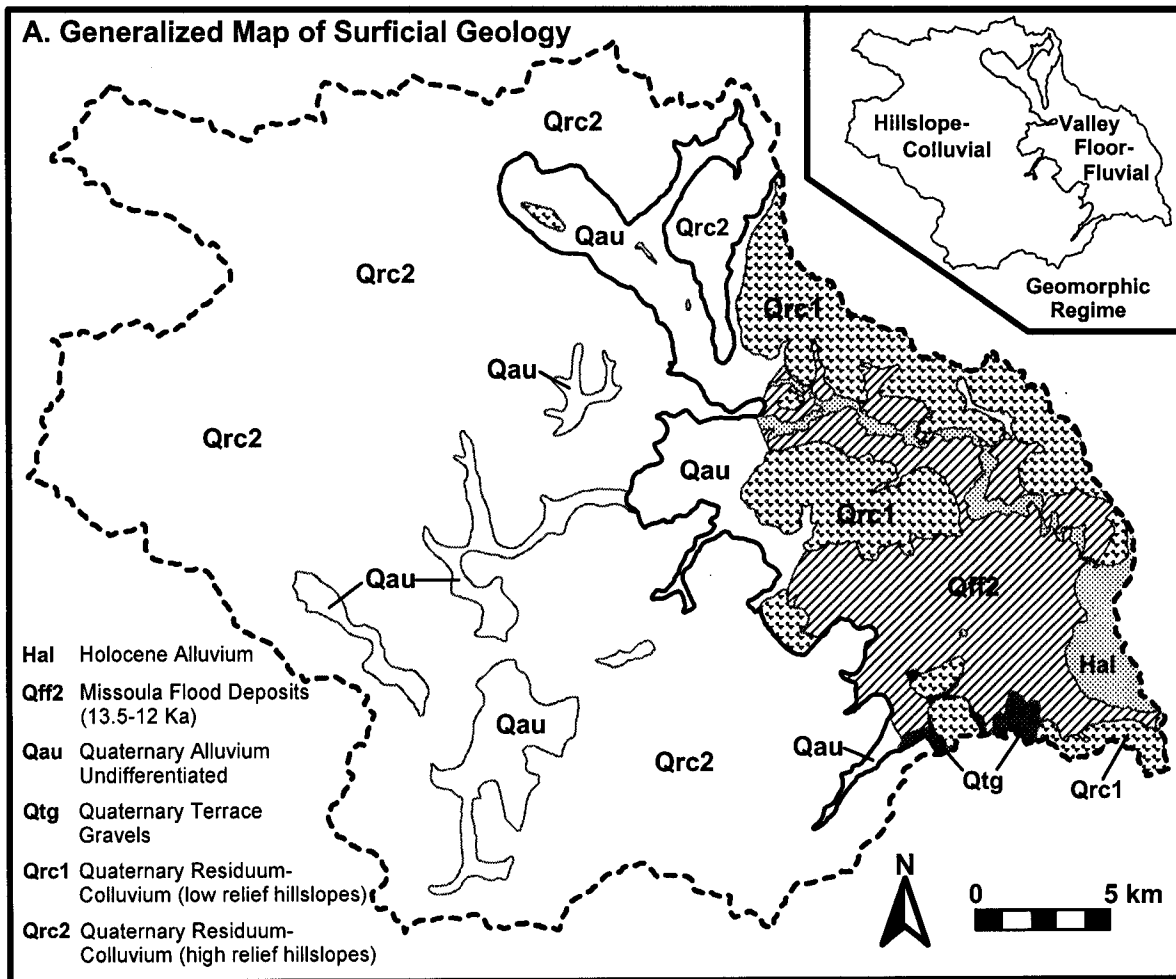 A. Generalized Map of Surficial Geology
Hillslope-
Colluvial
Valley
Floor-
Fluvial
Geomorphic
Regime
Qrc2
Qau
Qrc2
Qrc2
Qrc1
Qau
Qrc2
Qau
Qrc1
Qau
Qff2
Hal
Qau
Qrc2
Qau
Qtg
Qrc1
Hal Holocene Alluvium
Qff2 Missoula Flood Deposits
(13.5-12 Ka)
Qau Quaternary Alluvium
Undifferentiated
Qtg Quaternary Terrace
Gravels
Qrc1 Quaternary Residuum-
Colluvium (low relief hillslopes)
Qrc2 Quaternary Residuum-
Colluvium (high relief hillslopes)
N
0 5 km